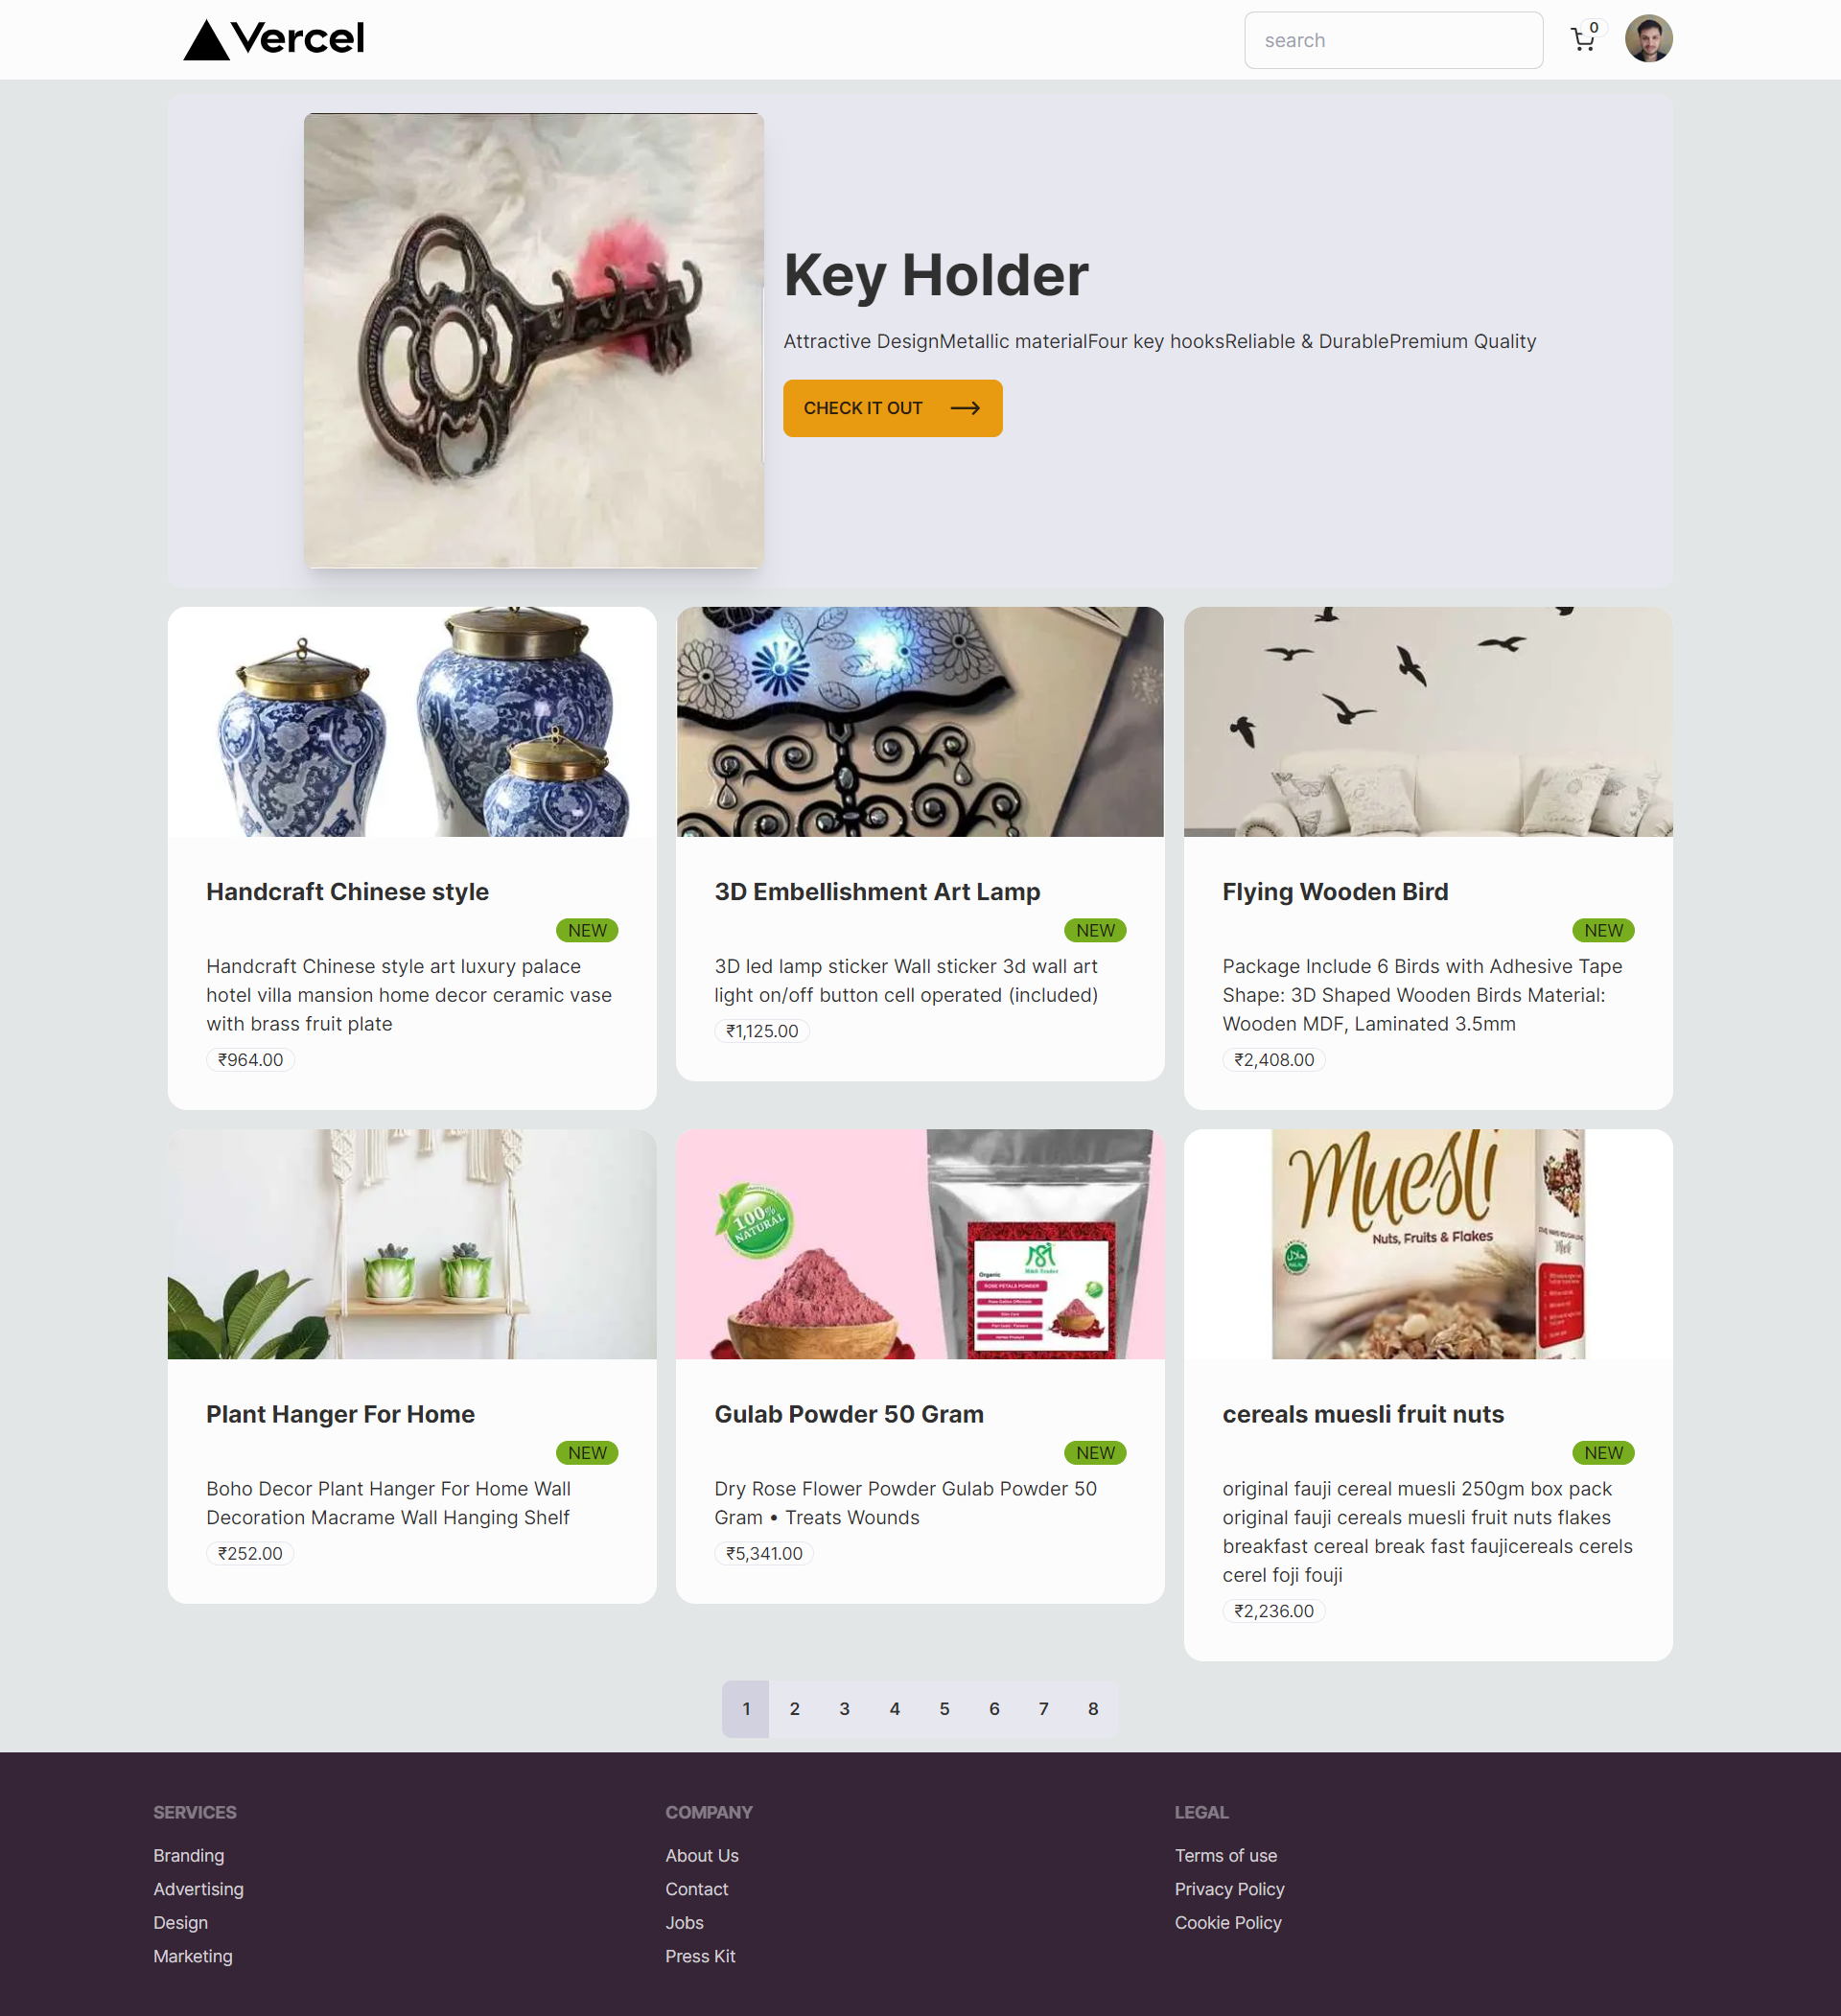 Vercel
search
0
Key Holder
Attractive DesignMetallic materialFour key hooksReliable & DurablePremium Quality
CHECK IT OUT
Handcraft Chinese style
NEW
Handcraft Chinese style art luxury palace
hotel villa mansion home decor ceramic vase
with brass fruit plate
₹964.00
3D Embellishment Art Lamp
NEW
3D led lamp sticker Wall sticker 3d wall art
light on/off button cell operated (included)
₹1,125.00
Flying Wooden Bird
NEW
Package Include 6 Birds with Adhesive Tape
Shape: 3D Shaped Wooden Birds Material:
Wooden MDF, Laminated 3.5mm
₹2,408.00
Plant Hanger For Home
NEW
Boho Decor Plant Hanger For Home Wall
Decoration Macrame Wall Hanging Shelf
₹252.00
100%
NATURAL
Organic
ROSE PETALS POWDER
Gulab Powder 50 Gram
NEW
Dry Rose Flower Powder Gulab Powder 50
Gram • Treats Wounds
₹5,341.00
Muesli
Nuts, Fruits & Flakes
cereals muesli fruit nuts
NEW
original fauji cereal muesli 250gm box pack
original fauji cereals muesli fruit nuts flakes
breakfast cereal break fast faujicereals cerels
cerel foji fouji
₹2,236.00
1 2 3 4 5 6 7 8
SERVICES
Branding
Advertising
Design
Marketing
COMPANY
About Us
Contact
Jobs
Press Kit
LEGAL
Terms of use
Privacy Policy
Cookie Policy